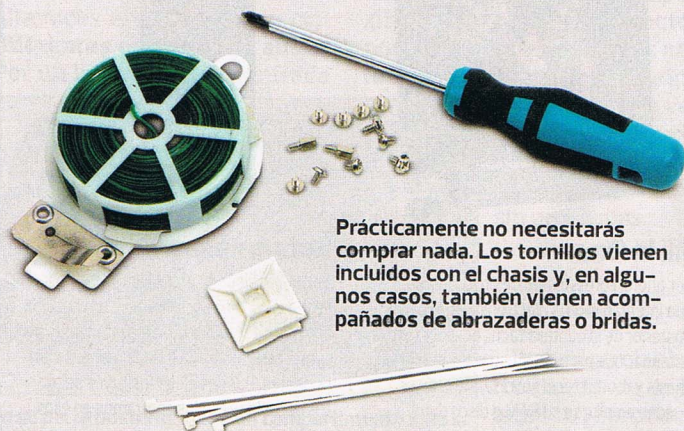 Prácticamente no necesitarás
comprar nada. Los tornillos vienen
incluidos con el chasis y, en algu-
nos casos, también vienen acom-
pañados de abrazaderas o bridas.